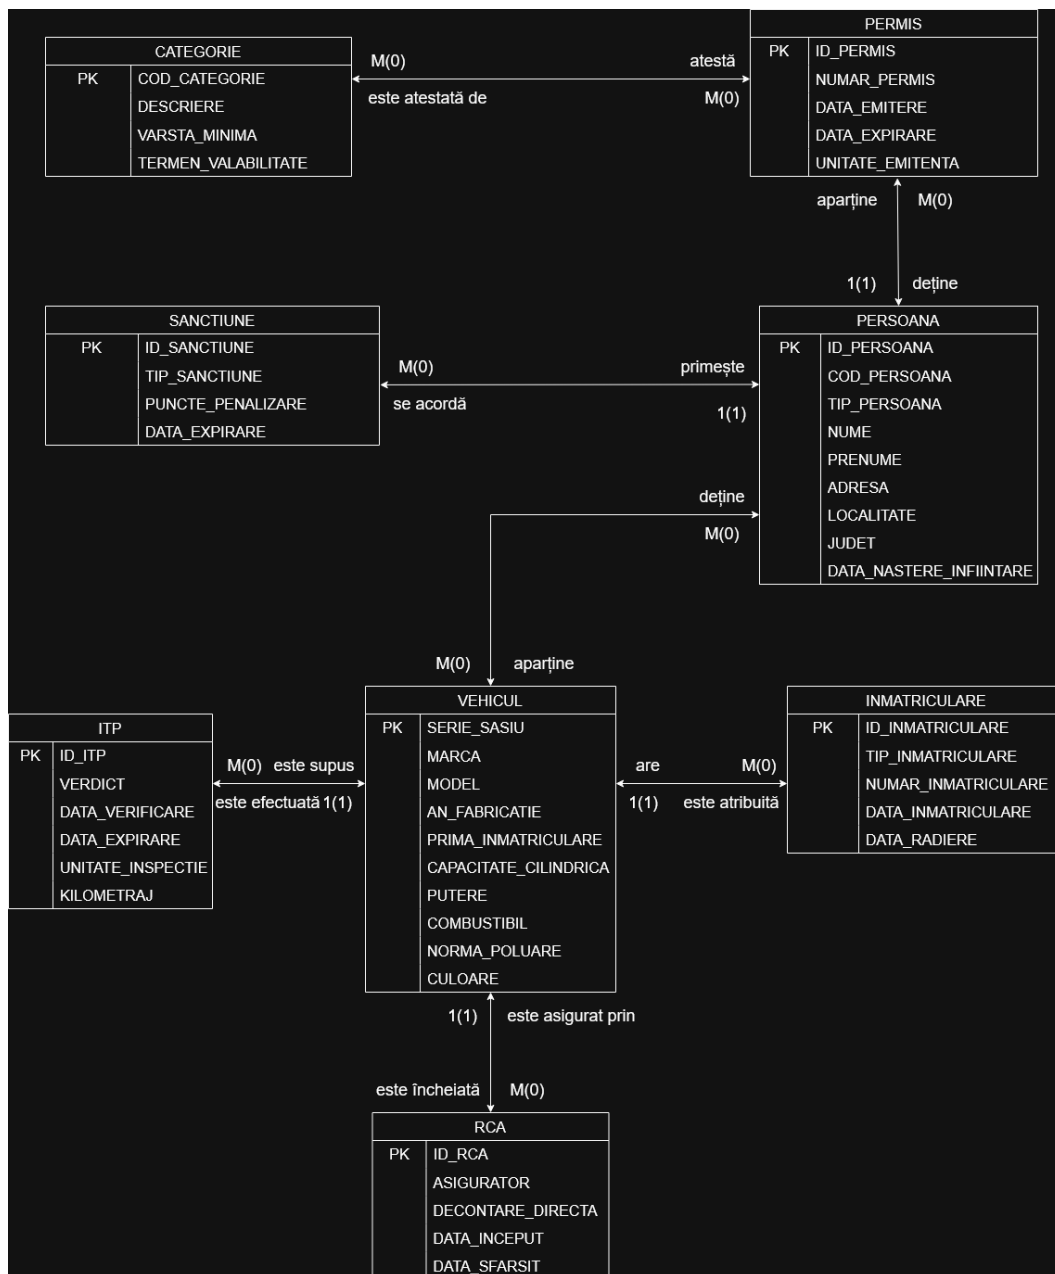 PERMIS
PK ID_PERMIS
NUMAR_PERMIS
DATA_EMITERE
DATA_EXPIRARE
UNITATE_EMITENTA
CATEGORIE
PK COD_CATEGORIE
DESCRIERE
VARSTA_MINIMA
TERMEN_VALABILITATE
M(0) atestă
este atestată de M(0)
aparține M(0)
1(1) deține
SANCTIUNE
PK ID_SANCTIUNE
TIP_SANCTIUNE
PUNCTE_PENALIZARE
DATA_EXPIRARE
M(0) primește
se acordă 1(1)
PERSOANA
PK ID_PERSOANA
COD_PERSOANA
TIP_PERSOANA
NUME
PRENUME
ADRESA
LOCALITATE
JUDET
DATA_NASTERE_INFIINTARE
deține
M(0)
M(0) aparține
ITP
PK ID_ITP
VERDICT
DATA_VERIFICARE
DATA_EXPIRARE
UNITATE_INSPECTIE
KILOMETRAJ
M(0) este supus
este efectuată 1(1)
VEHICUL
PK SERIE_SASIU
MARCA
MODEL
AN_FABRICATIE
PRIMA_INMATRICULARE
CAPACITATE_CILINDRICA
PUTERE
COMBUSTIBIL
NORMA_POLUARE
CULOARE
are M(0)
1(1) este atribuită
INMATRICULARE
PK ID_INMATRICULARE
TIP_INMATRICULARE
NUMAR_INMATRICULARE
DATA_INMATRICULARE
DATA_RADIERE
1(1) este asigurat prin
este încheiată M(0)
RCA
PK ID_RCA
ASIGURATOR
DECONTARE_DIRECTA
DATA_INCEPUT
DATA_SFARSIT